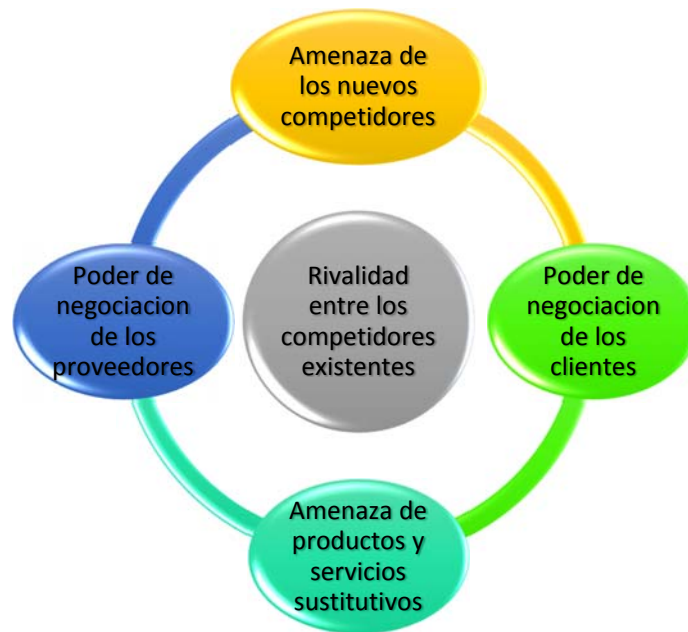 Amenaza de
los nuevos
competidores
Poder de
negociacion
de los
proveedores
Rivalidad
entre los
competidores
existentes
Poder de
negociacion
de los
clientes
Amenaza de
productos y
servicios
sustitutivos